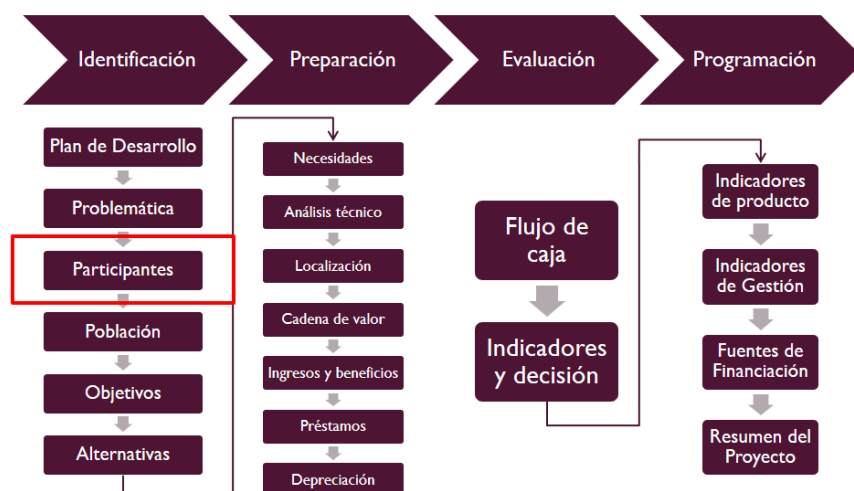 Identificación
Preparación
Evaluación
Programación
Plan de Desarrollo
Problemática
Participantes
Población
Objetivos
Alternativas
Necesidades
Análisis técnico
Localización
Cadena de valor
Ingresos y beneficios
Préstamos
Depreciación
Flujo de
caja
Indicadores
y decisión
Indicadores
de producto
Indicadores
de Gestión
Fuentes de
Financiación
Resumen del
Proyecto